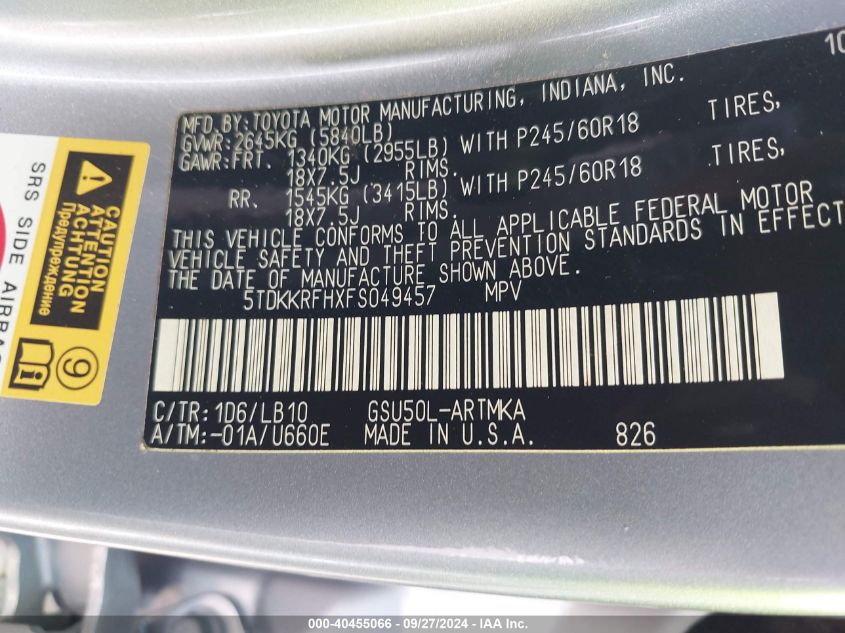 10
MFD.BY:TOYOTA MOTOR MANUFACTURING, INDIANA, INC.
GVWR:2645KG (5840LB)
GAWR:FRT. 1340KG (2955LB) WITH P245/60R18 TIRES,
18X7.5J RIMS.
RR. 1545KG (3415LB) WITH P245/60R18 TIRES,
18X7.5J RIMS.
THIS VEHICLE CONFORMS TO ALL APPLICABLE FEDERAL MOTOR
VEHICLE SAFETY AND THEFT PREVENTION STANDARDS IN EFFECT
THE DATE OF MANUFACTURE SHOWN ABOVE.
5TDKKRFHXFS049457 MPV
C/TR:1D6/LB10 GSU50L-ARTMKA
A/TM:-01A/U660E MADE IN U.S.A. 826
SRS SIDE AIRBAG
CAUTION
ATTENTION
ACHTUNG
Предупреждение
9
000-40455066 / 09/27/2024 - IAAI.COM